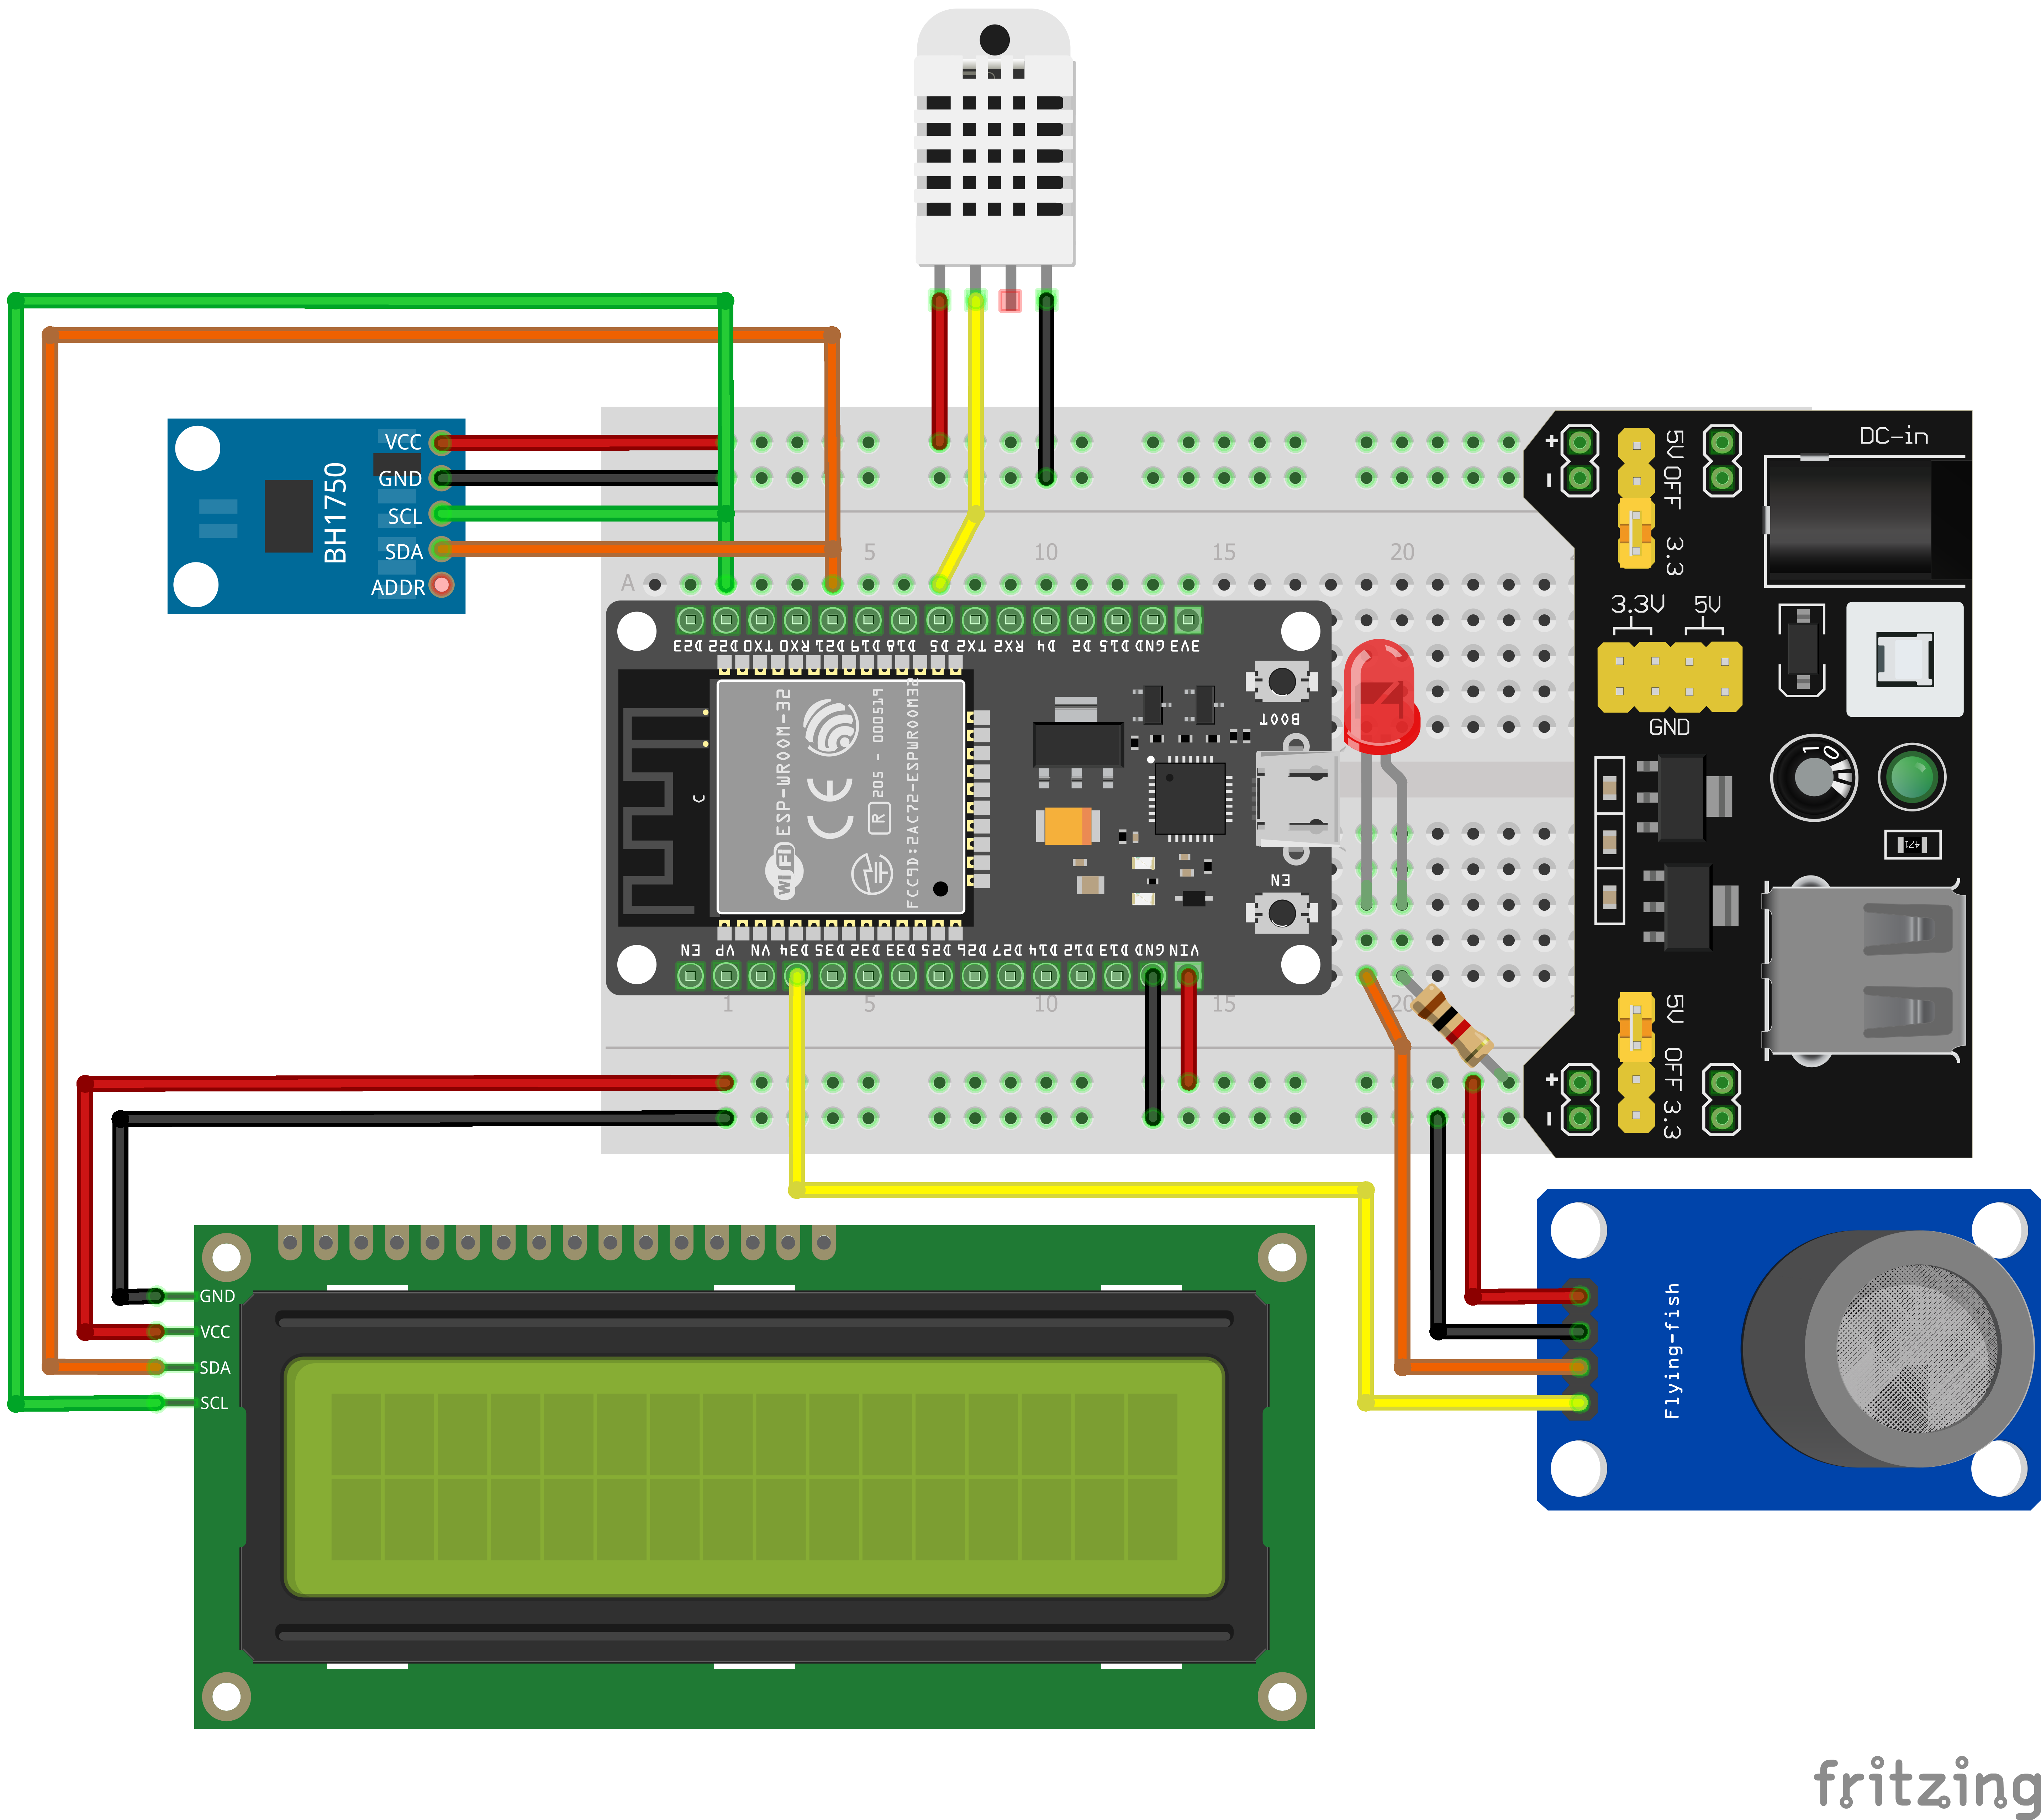 VCC
GND
SCL
SDA
ADDR
BH1750
5
10
15
20
A
D23
D22
TX0
RX0
D21
D19
D18
D5
TX2
RX2
D4
D2
D15
GND
3V3
ESP-WROOM-32
WiFi
CE
R
205 - 000519
FCC9D:2AC72-ESPWROOM32
BOOT
EN
EN
VP
VN
D34
D35
D32
D33
D25
D26
D27
D14
D12
D13
GND
VIN
1
5
10
15
20
+
-
5V
OFF
3.3
DC-in
3.3V
5V
GND
1
0
471
5V
OFF
3.3
+
-
GND
VCC
SDA
SCL
Flying-fish
fritzing